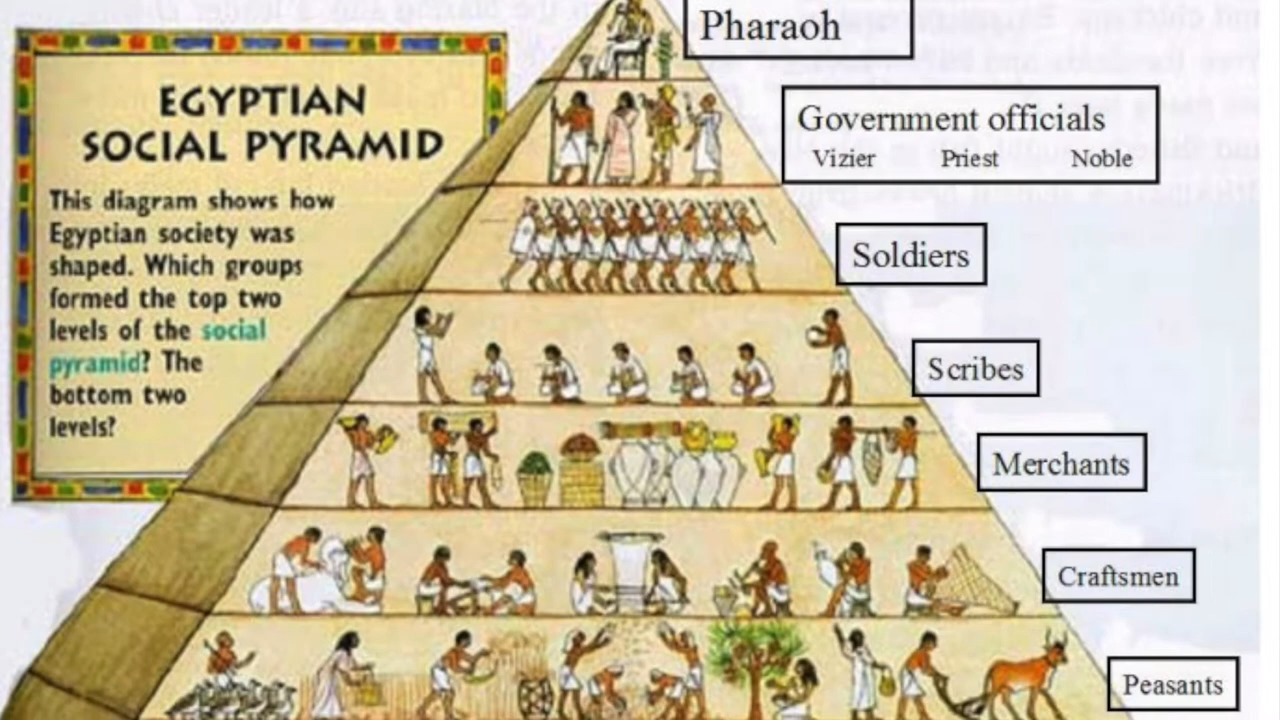 Pharaoh
EGYPTIAN
SOCIAL PYRAMID
This diagram shows how
Egyptian society was
shaped. Which groups
formed the top two
levels of the social
pyramid? The
bottom two
levels?
Government officials
Vizier Priest Noble
Soldiers
Scribes
Merchants
Craftsmen
Peasants